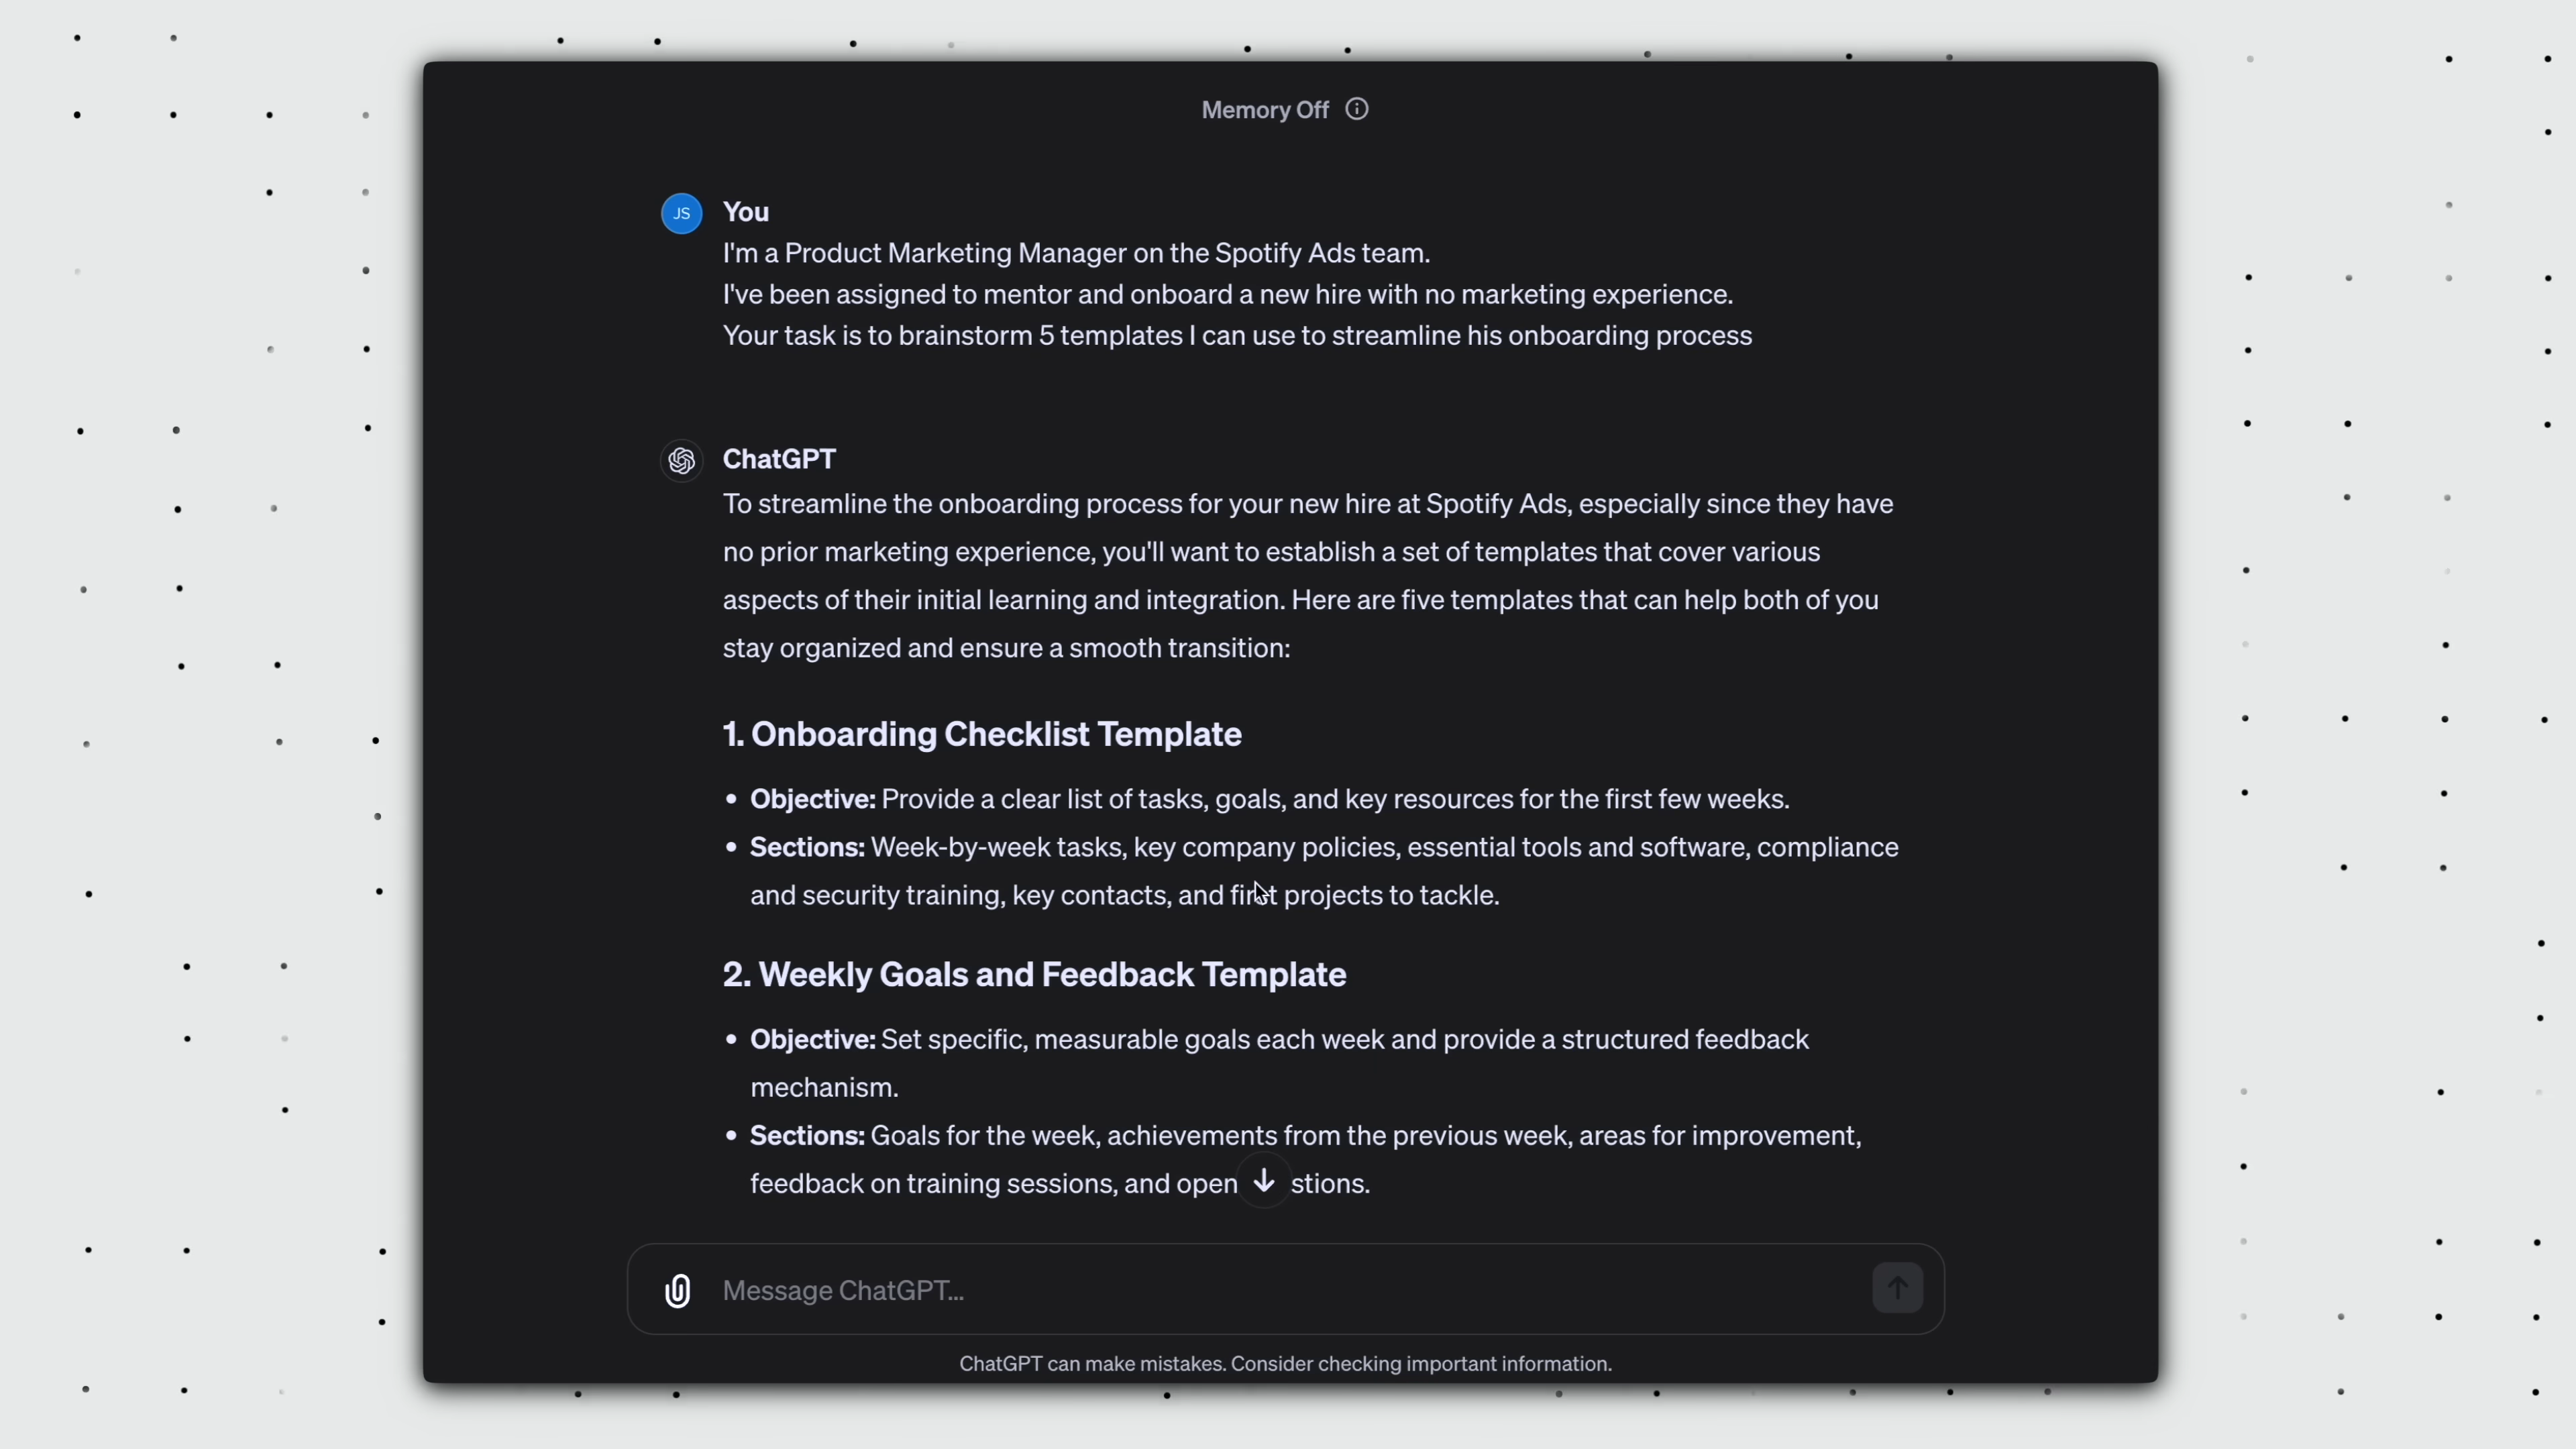 Memory Off
JS
You
I'm a Product Marketing Manager on the Spotify Ads team.
I've been assigned to mentor and onboard a new hire with no marketing experience.
Your task is to brainstorm 5 templates I can use to streamline his onboarding process
ChatGPT
To streamline the onboarding process for your new hire at Spotify Ads, especially since they have
no prior marketing experience, you'll want to establish a set of templates that cover various
aspects of their initial learning and integration. Here are five templates that can help both of you
stay organized and ensure a smooth transition:
1. Onboarding Checklist Template
• Objective: Provide a clear list of tasks, goals, and key resources for the first few weeks.
• Sections: Week-by-week tasks, key company policies, essential tools and software, compliance
and security training, key contacts, and first projects to tackle.
2. Weekly Goals and Feedback Template
• Objective: Set specific, measurable goals each week and provide a structured feedback
mechanism.
• Sections: Goals for the week, achievements from the previous week, areas for improvement,
feedback on training sessions, and open stions.
Message ChatGPT...
ChatGPT can make mistakes. Consider checking important information.